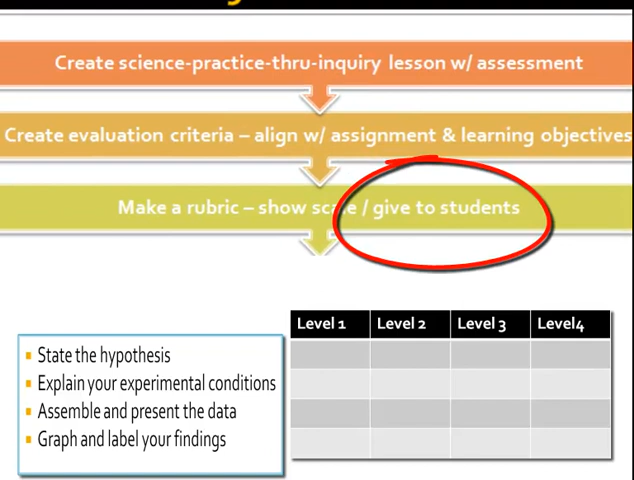 Create science-practice-thru-inquiry lesson w/ assessment
Create evaluation criteria – align w/ assignment & learning objectives
Make a rubric – show scale / give to students
Level 1 Level 2 Level 3 Level4
State the hypothesis
Explain your experimental conditions
Assemble and present the data
Graph and label your findings